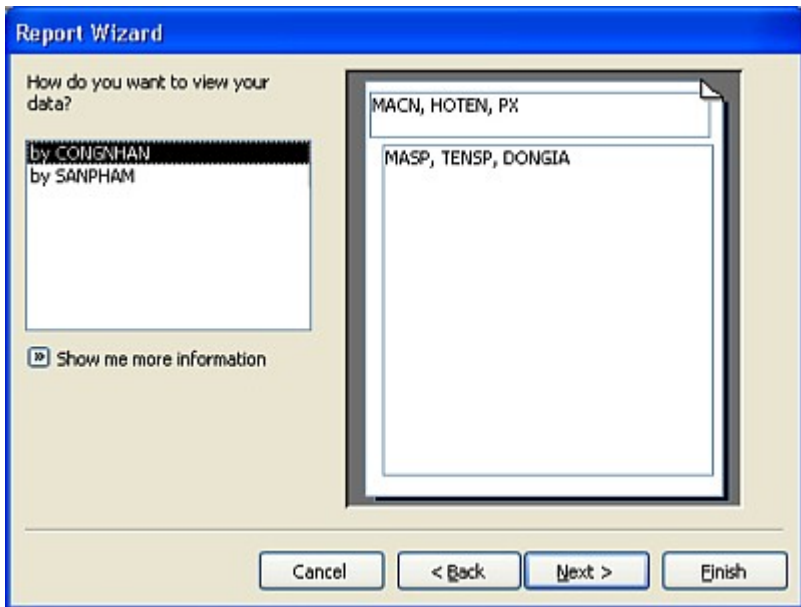 Report Wizard
How do you want to view your
data?
by CONGNHAN
by SANPHAM
Show me more information
MACN, HOTEN, PX
MASP, TENSP, DONGIA
Cancel
< Back
Next >
Finish